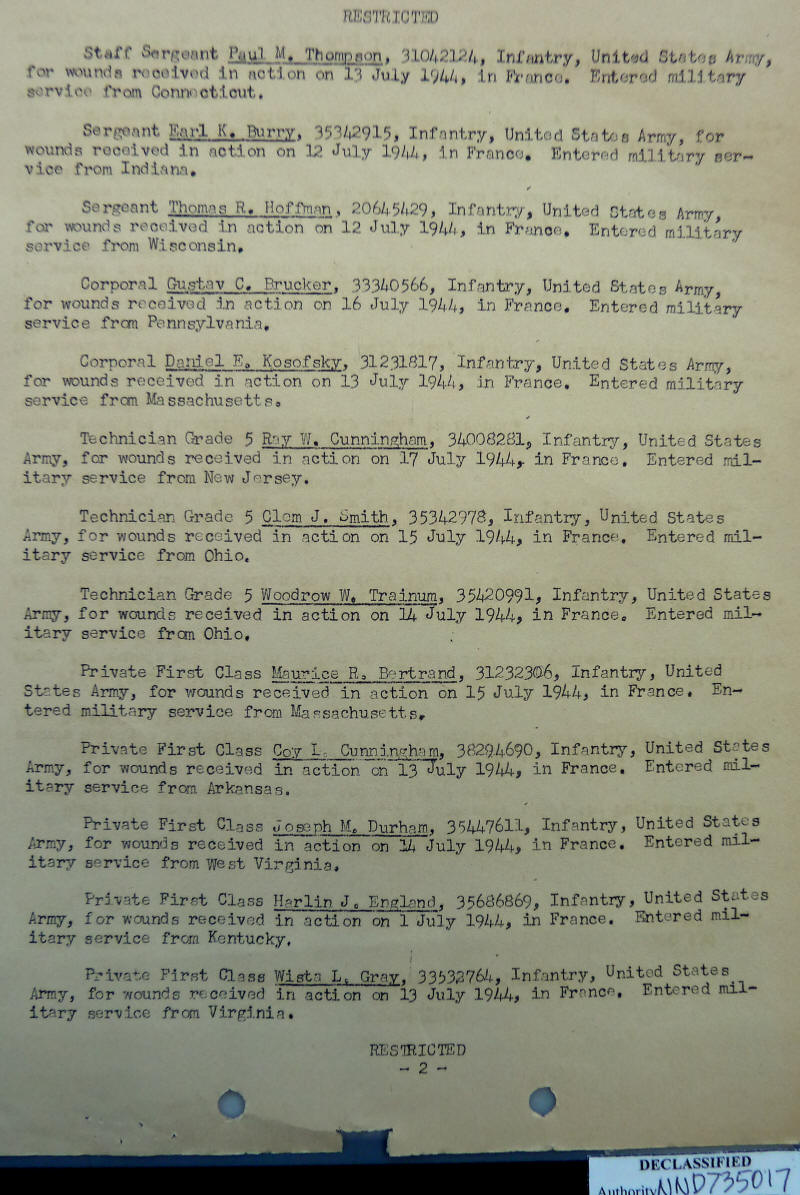 RESTRICTED
Staff Sergeant Paul M. Thompson, 31042124, Infantry, United States Army,
for wounds received in action on 13 July 1944, in France. Entered military
service from Connecticut.
Sergeant Earl K. Burry, 35342915, Infantry, United States Army, for
wounds received in action on 12 July 1944, in France. Entered military ser-
vice from Indiana.
Sergeant Thomas R. Hoffman, 20645429, Infantry, United States Army,
for wounds received in action on 12 July 1944, in France. Entered military
service from Wisconsin.
Corporal Gustav C. Brucker, 33340566, Infantry, United States Army,
for wounds received in action on 16 July 1944, in France. Entered military
service from Pennsylvania.
Corporal Daniel E. Kosofsky, 31231817, Infantry, United States Army,
for wounds received in action on 13 July 1944, in France. Entered military
service from Massachusetts.
Technician Grade 5 Ray W. Cunningham, 34008281, Infantry, United States
Army, for wounds received in action on 17 July 1944, in France. Entered mil-
itary service from New Jersey.
Technician Grade 5 Clem J. Smith, 35342978, Infantry, United States
Army, for wounds received in action on 15 July 1944, in France. Entered mil-
itary service from Ohio.
Technician Grade 5 Woodrow W. Trainum, 35420991, Infantry, United States
Army, for wounds received in action on 14 July 1944, in France. Entered mil-
itary service from Ohio.
Private First Class Maurice R. Bertrand, 31232306, Infantry, United
States Army, for wounds received in action on 15 July 1944, in France. En-
tered military service from Massachusetts.
Private First Class Coy L. Cunningham, 38294690, Infantry, United States
Army, for wounds received in action on 13 July 1944, in France. Entered mil-
itary service from Arkansas.
Private First Class Joseph M. Durham, 35447611, Infantry, United States
Army, for wounds received in action on 14 July 1944, in France. Entered mil-
itary service from West Virginia.
Private First Class Harlin J. England, 35686869, Infantry, United States
Army, for wounds received in action on 1 July 1944, in France. Entered mil-
itary service from Kentucky.
Private First Class Wista L. Gray, 33532764, Infantry, United States
Army, for wounds received in action on 13 July 1944, in France. Entered mil-
itary service from Virginia.
RESTRICTED
- 2 -
DECLASSIFIED
Authority NND735017